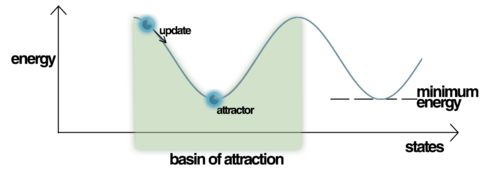 update
energy
attractor
minimum
energy
states
basin of attraction